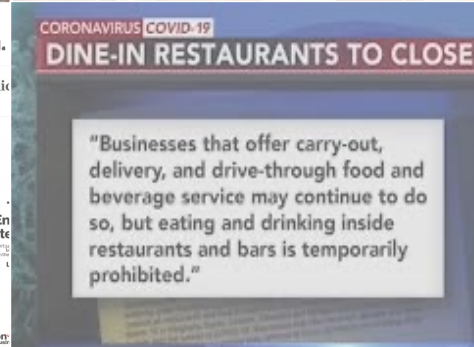 CORONAVIRUS COVID-19
DINE-IN RESTAURANTS TO CLOSE
"Businesses that offer carry-out,
delivery, and drive-through food and
beverage service may continue to do
so, but eating and drinking inside
restaurants and bars is temporarily
prohibited."